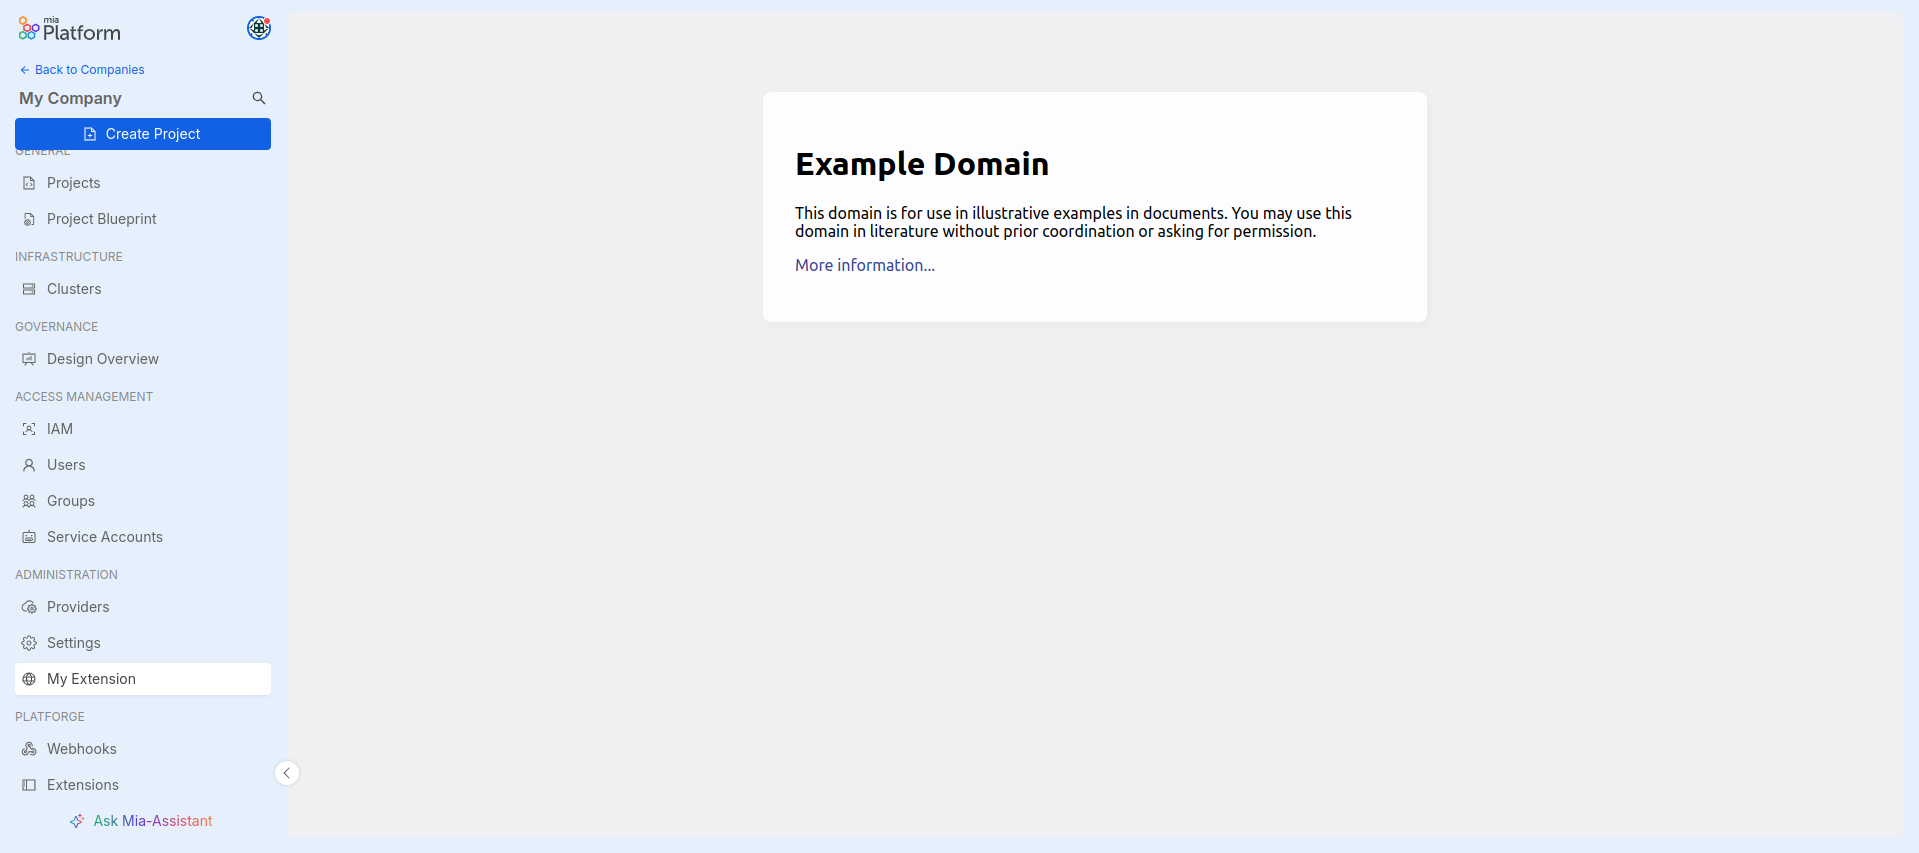 mia
Platform
Back to Companies
My Company
Create Project
GENERAL
Projects
Project Blueprint
INFRASTRUCTURE
Clusters
GOVERNANCE
Design Overview
ACCESS MANAGEMENT
IAM
Users
Groups
Service Accounts
ADMINISTRATION
Providers
Settings
My Extension
PLATFORGE
Webhooks
Extensions
Ask Mia-Assistant
Example Domain
This domain is for use in illustrative examples in documents. You may use this
domain in literature without prior coordination or asking for permission.
More information...